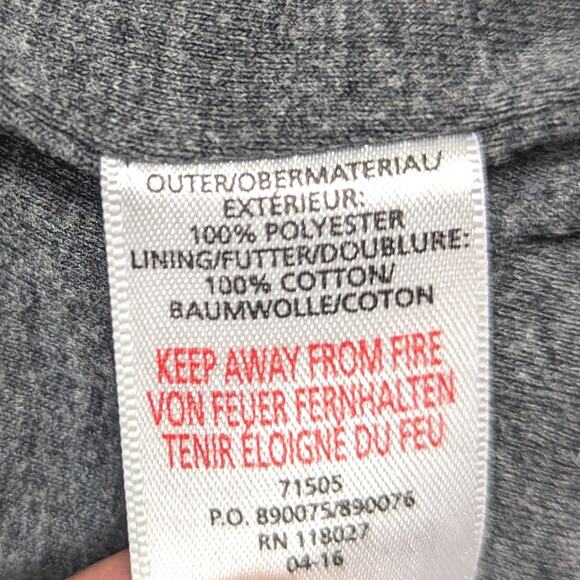 OUTER/OBERMATERIAL/
EXTÉRIEUR:
100% POLYESTER
LINING/FUTTER/DOUBLURE:
100% COTTON/
BAUMWOLLE/COTON
KEEP AWAY FROM FIRE
VON FEUER FERNHALTEN
TENIR ÉLOIGNÉ DU FEU
71505
P.O. 890075/890076
RN 118027
04-16